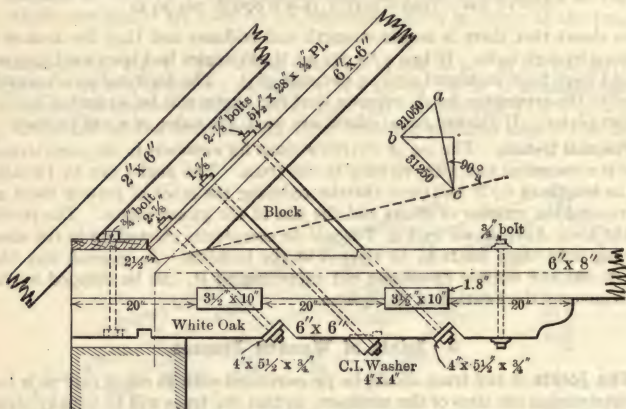 2"x 6"
2-⅞" bolts
5½"x 28"x ¾" Pl.
6"x 6"
1-⅜"
2-⅞"
¾" bolt
21050
a
b
31250
90°
c
Block
2½"
¾" bolt
6"x 8"
1.8"
20"
3½"x 10"
20"
3½"x 10"
20"
White Oak
6"x 6"
4"x 5½"x ¾"
C.I. Washer
4"x 4"
4"x 5½"x ¾"